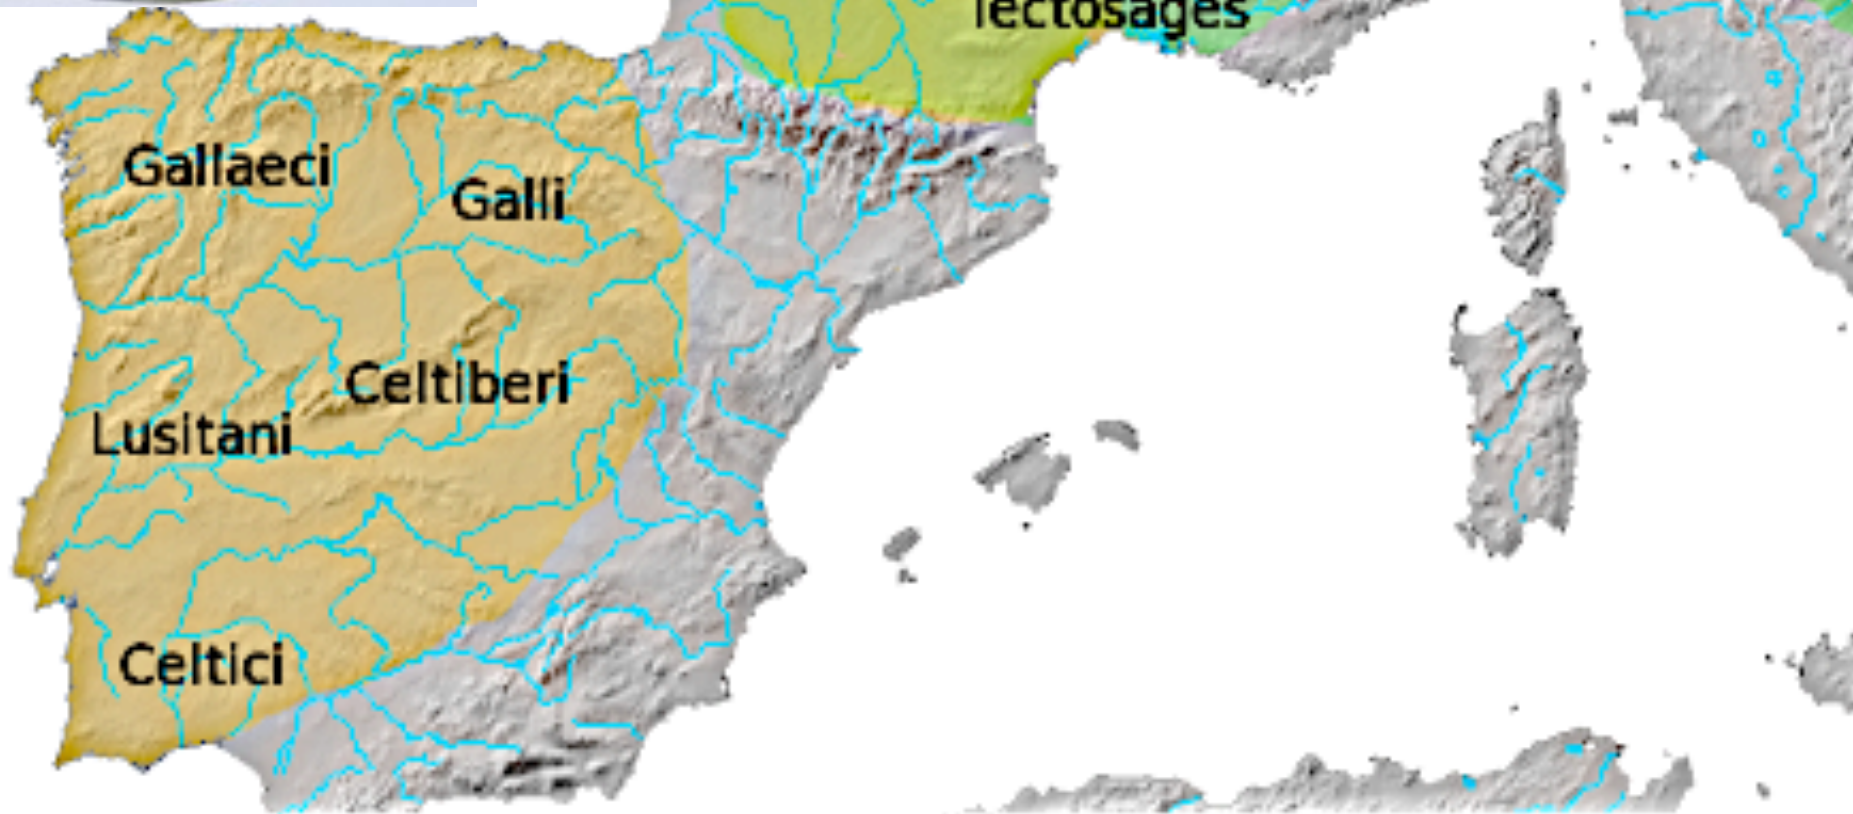 Tectosages
Gallaeci
Galli
Celtiberi
Lusitani
Celtici